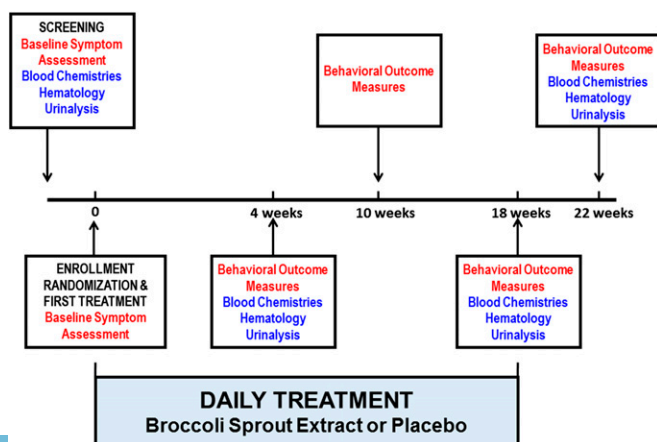 SCREENING
Baseline Symptom
Assessment
Blood Chemistries
Hematology
Urinalysis
Behavioral Outcome
Measures
Behavioral Outcome
Measures
Blood Chemistries
Hematology
Urinalysis
0
4 weeks
10 weeks
18 weeks
22 weeks
ENROLLMENT
RANDOMIZATION &
FIRST TREATMENT
Baseline Symptom
Assessment
Behavioral Outcome
Measures
Blood Chemistries
Hematology
Urinalysis
Behavioral Outcome
Measures
Blood Chemistries
Hematology
Urinalysis
DAILY TREATMENT
Broccoli Sprout Extract or Placebo